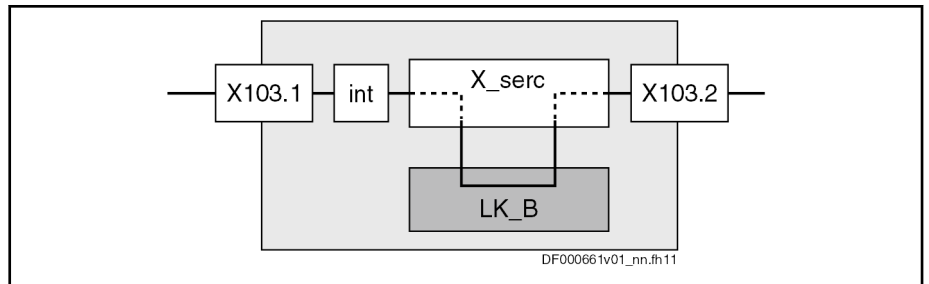 X_serc
X103.1
int
X103.2
LK_B
DF000661v01_nn.fh11